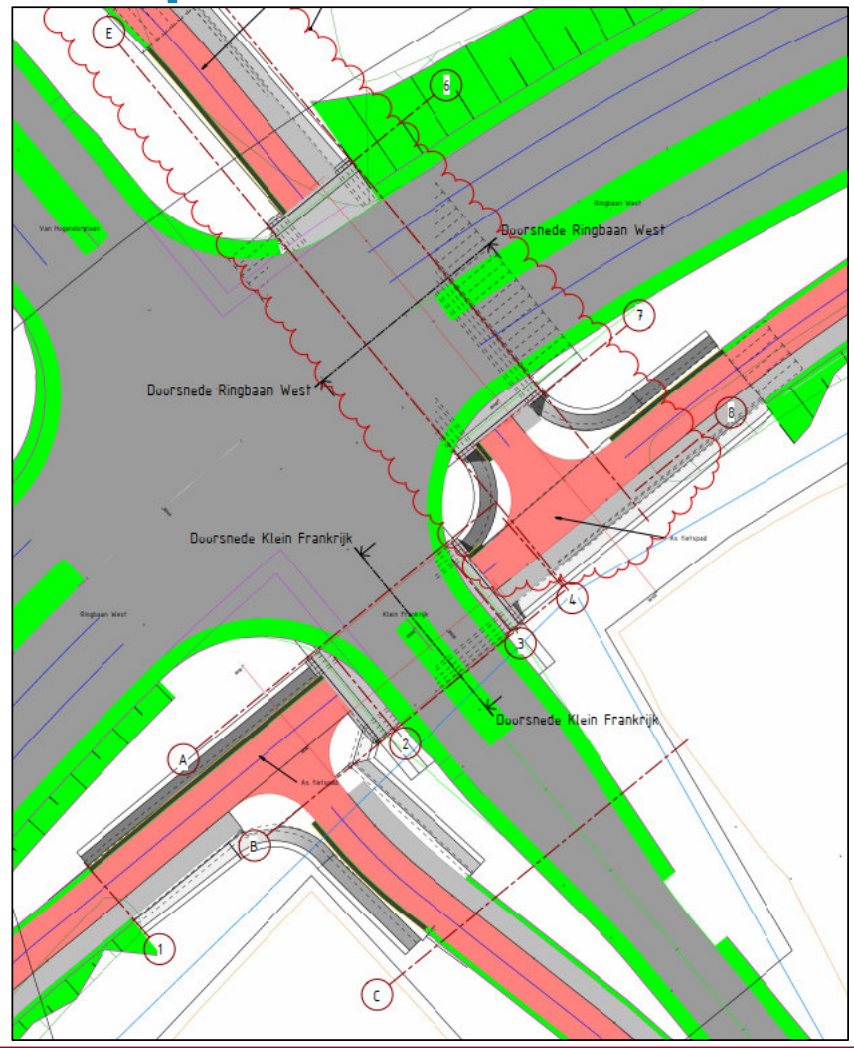 E
6
Van Hogendorplaan
Ringbaan West
Doorsnede Ringbaan West
7
Doorsnede Ringbaan West
8
Doorsnede Klein Frankrijk
As fietspad
Ringbaan West
Klein Frankrijk
4
3
Doorsnede Klein Frankrijk
A
2
As fietspad
B
1
C